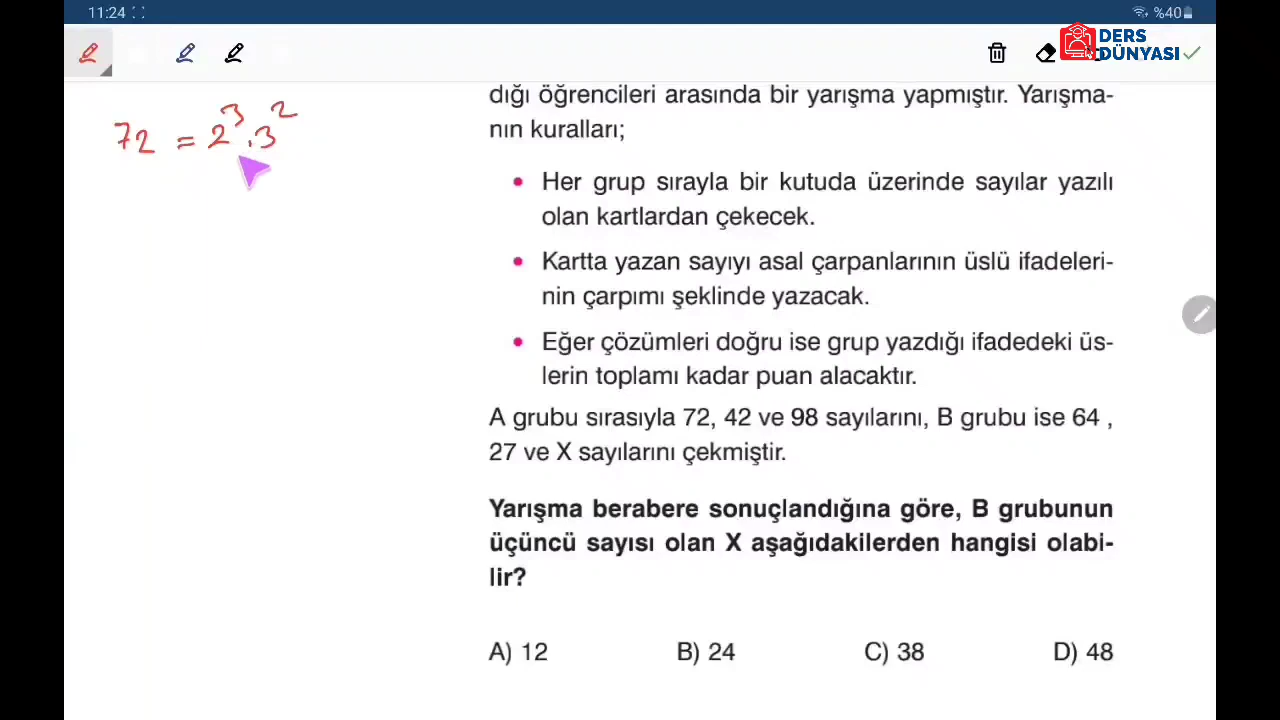 11:24
%40
DERS
DÜNYASI
72 = 2³.3²
dığı öğrencileri arasında bir yarışma yapmıştır. Yarışma-
nın kuralları;
• Her grup sırayla bir kutuda üzerinde sayılar yazılı
olan kartlardan çekecek.
• Kartta yazan sayıyı asal çarpanlarının üslü ifadeleri-
nin çarpımı şeklinde yazacak.
• Eğer çözümleri doğru ise grup yazdığı ifadedeki üs-
lerin toplamı kadar puan alacaktır.
A grubu sırasıyla 72, 42 ve 98 sayılarını, B grubu ise 64 ,
27 ve X sayılarını çekmiştir.
Yarışma berabere sonuçlandığına göre, B grubunun
üçüncü sayısı olan X aşağıdakilerden hangisi olabi-
lir?
A) 12 B) 24 C) 38 D) 48